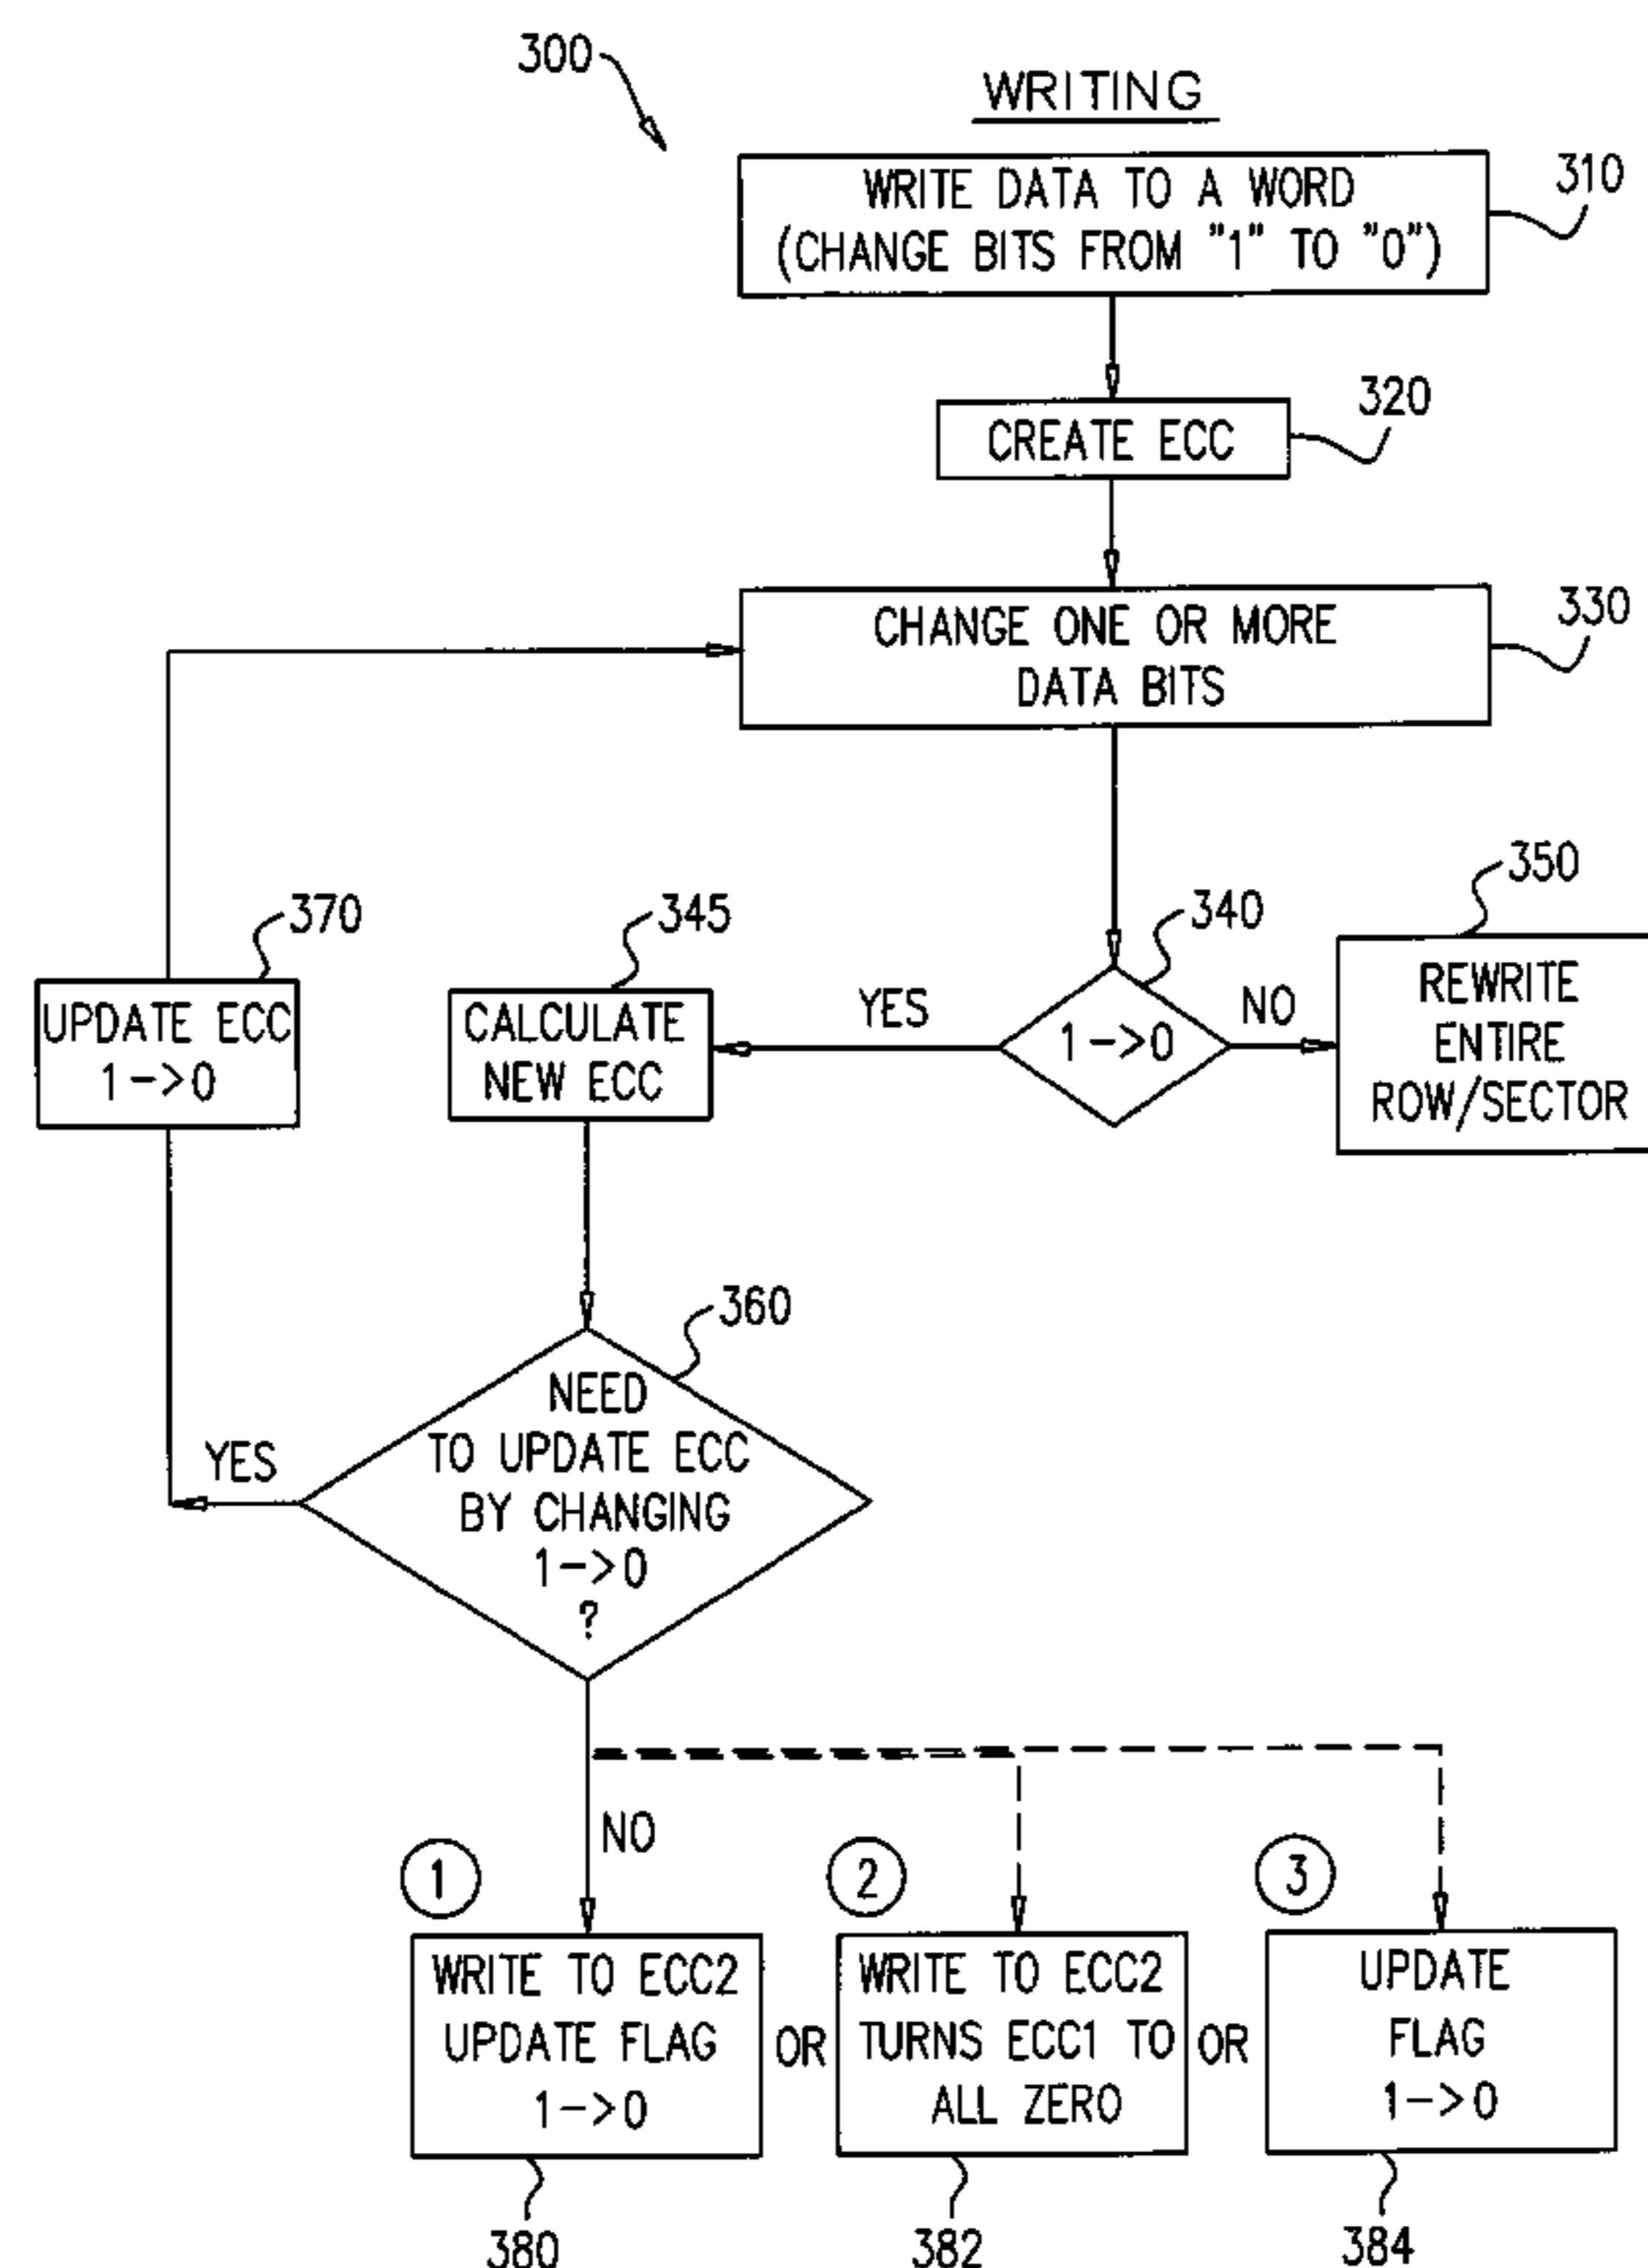 300
WRITING
WRITE DATA TO A WORD
(CHANGE BITS FROM "1" TO "0")
310
CREATE ECC
320
CHANGE ONE OR MORE
DATA BITS
330
370
UPDATE ECC
1->0
345
CALCULATE
NEW ECC
YES
340
1->0
NO
350
REWRITE
ENTIRE
ROW/SECTOR
360
NEED
TO UPDATE ECC
BY CHANGING
1->0
?
YES
NO
1
WRITE TO ECC2
UPDATE FLAG
1->0
380
OR
2
WRITE TO ECC2
TURNS ECC1 TO
ALL ZERO
382
OR
3
UPDATE
FLAG
1->0
384